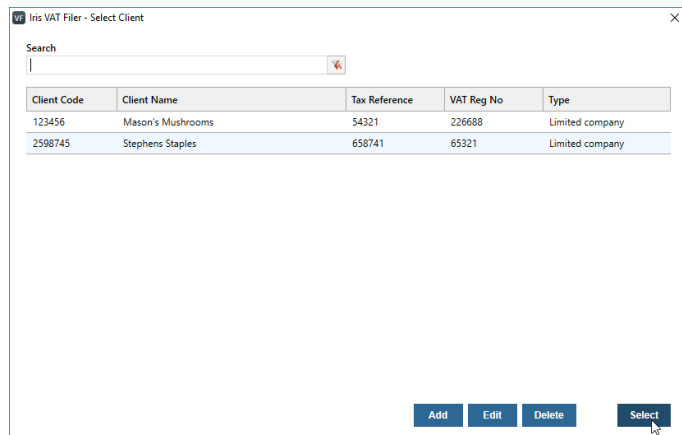 VF Iris VAT Filer - Select Client
Search
Client Code Client Name Tax Reference VAT Reg No Type
123456 Mason's Mushrooms 54321 226688 Limited company
2598745 Stephens Staples 658741 65321 Limited company
Add Edit Delete Select